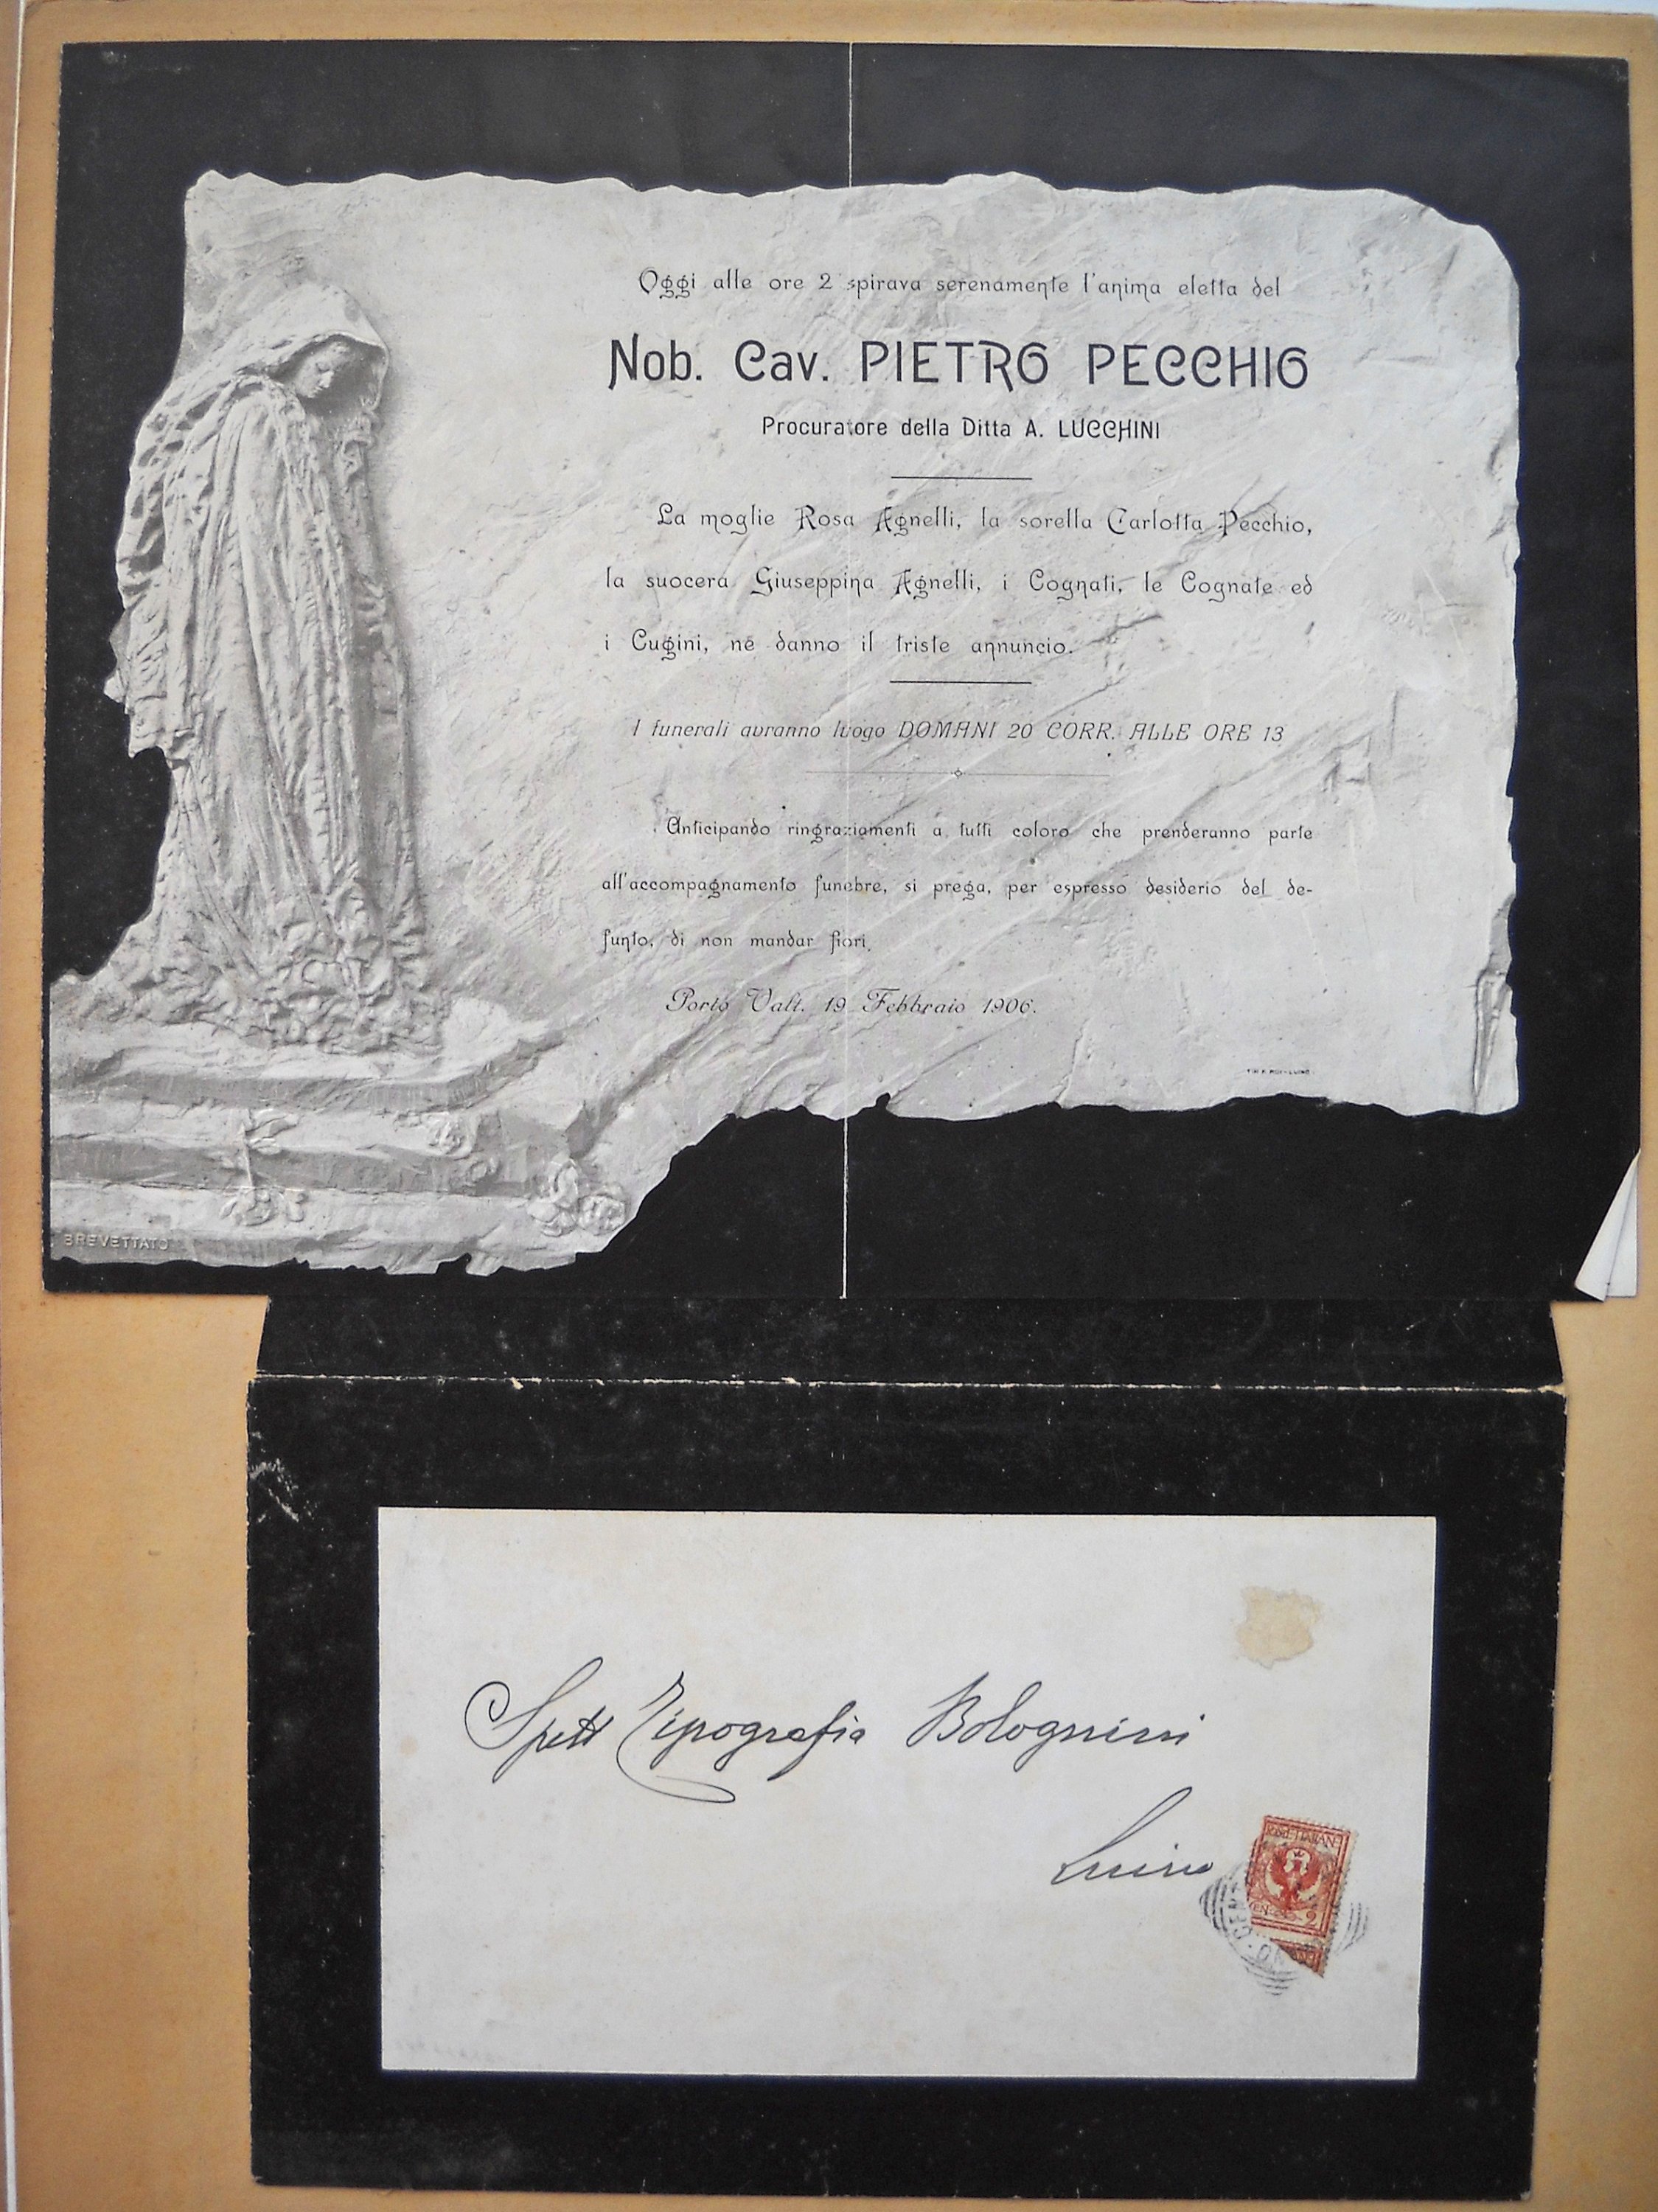 Oggi alle ore 2 spirava serenamente l'anima eletta del
Nob. Cav. PIETRO PECCHIO
Procuratore della Ditta A. LUCCHINI
La moglie Rosa Agnelli, la sorella Carlotta Pecchio,
la suocera Giuseppina Agnelli, i Cognati, le Cognate ed
i Cugini, ne danno il triste annuncio.
I funerali avranno luogo DOMANI 20 CORR. ALLE ORE 13
Anticipando ringraziamenti a tutti coloro che prenderanno parte
all'accompagnamento funebre, si prega, per espresso desiderio del de-
funto, di non mandar fiori.
Porto Valt. 19 Febbraio 1906.
BREVETTATO
Spett Tipografia Bolognini
Luino
2